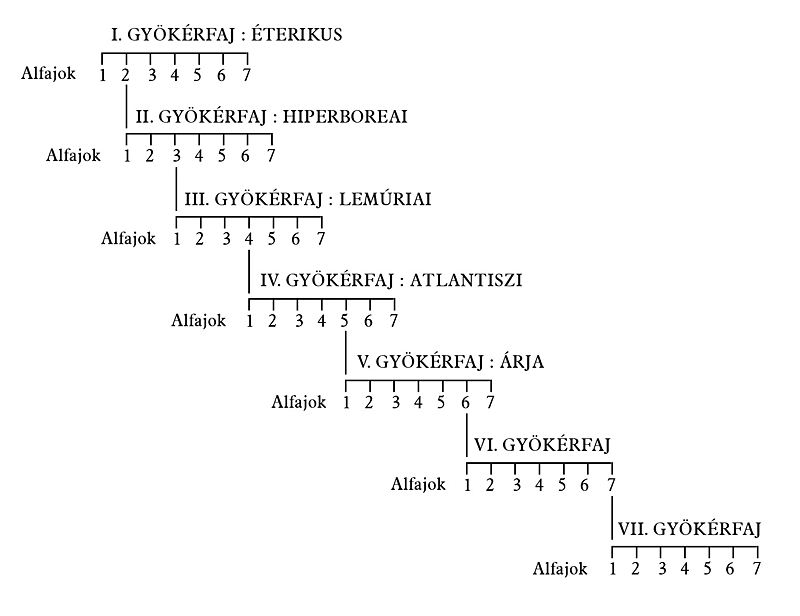 I. GYÖKÉRFAJ : ÉTERIKUS
Alfajok 1 2 3 4 5 6 7
II. GYÖKÉRFAJ : HIPERBOREAI
Alfajok 1 2 3 4 5 6 7
III. GYÖKÉRFAJ : LEMÚRIAI
Alfajok 1 2 3 4 5 6 7
IV. GYÖKÉRFAJ : ATLANTISZI
Alfajok 1 2 3 4 5 6 7
V. GYÖKÉRFAJ : ÁRJA
Alfajok 1 2 3 4 5 6 7
VI. GYÖKÉRFAJ
Alfajok 1 2 3 4 5 6 7
VII. GYÖKÉRFAJ
Alfajok 1 2 3 4 5 6 7